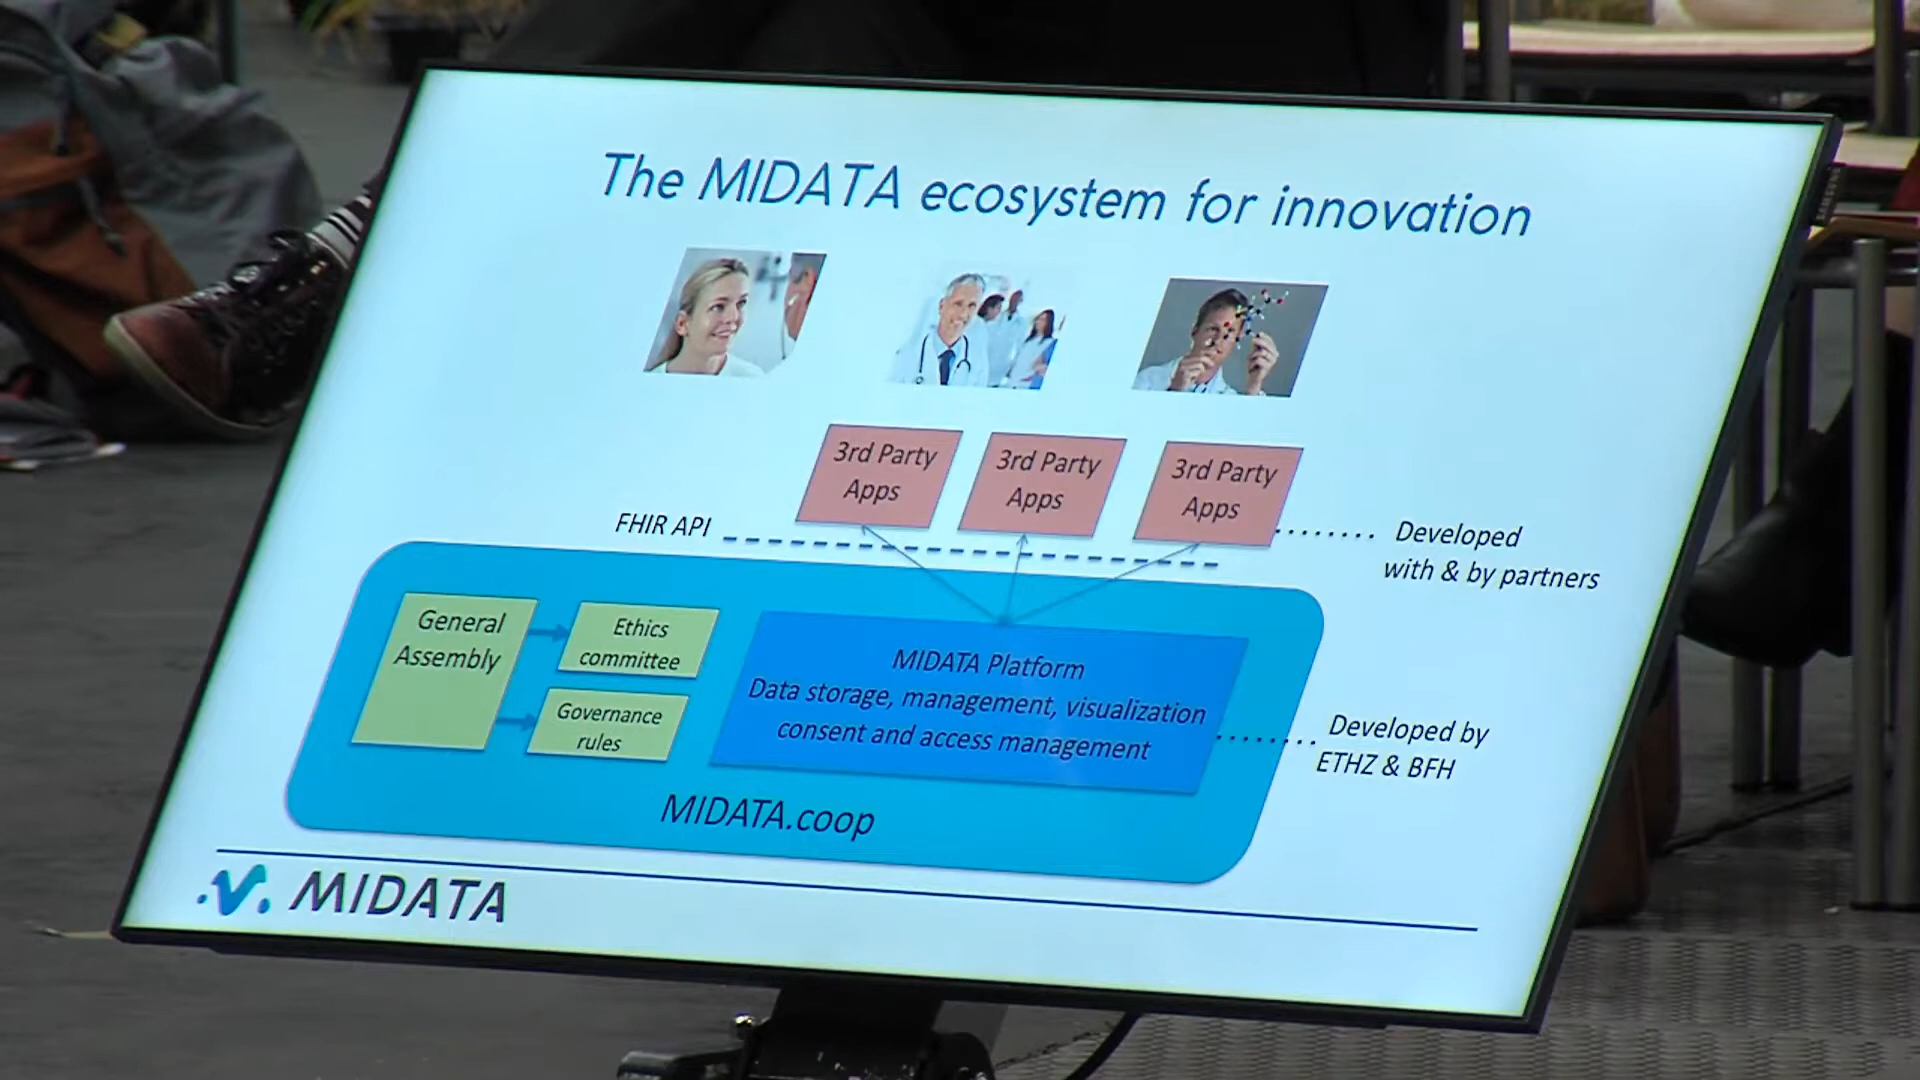 The MIDATA ecosystem for innovation
3rd Party
Apps
3rd Party
Apps
3rd Party
Apps
FHIR API
Developed
with & by partners
General
Assembly
Ethics
committee
Governance
rules
MIDATA Platform
Data storage, management, visualization
consent and access management
Developed by
ETHZ & BFH
MIDATA.coop
MIDATA
SAMSUNG